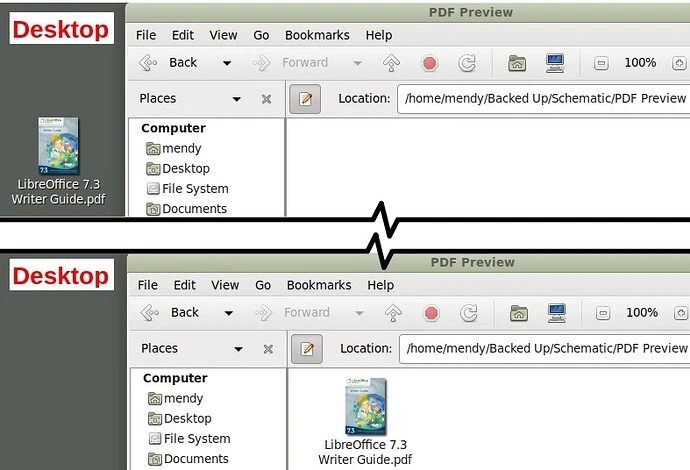 PDF Preview
Desktop
File Edit View Go Bookmarks Help
Back Forward 100%
Places Location: /home/mendy/Backed Up/Schematic/PDF Preview
Computer
mendy
Desktop
File System
Documents
LibreOffice 7.3
Writer Guide.pdf
PDF Preview
Desktop
File Edit View Go Bookmarks Help
Back Forward 100%
Places Location: /home/mendy/Backed Up/Schematic/PDF Preview
Computer
mendy
Desktop
File System
Documents
7.3
LibreOffice 7.3
Writer Guide.pdf